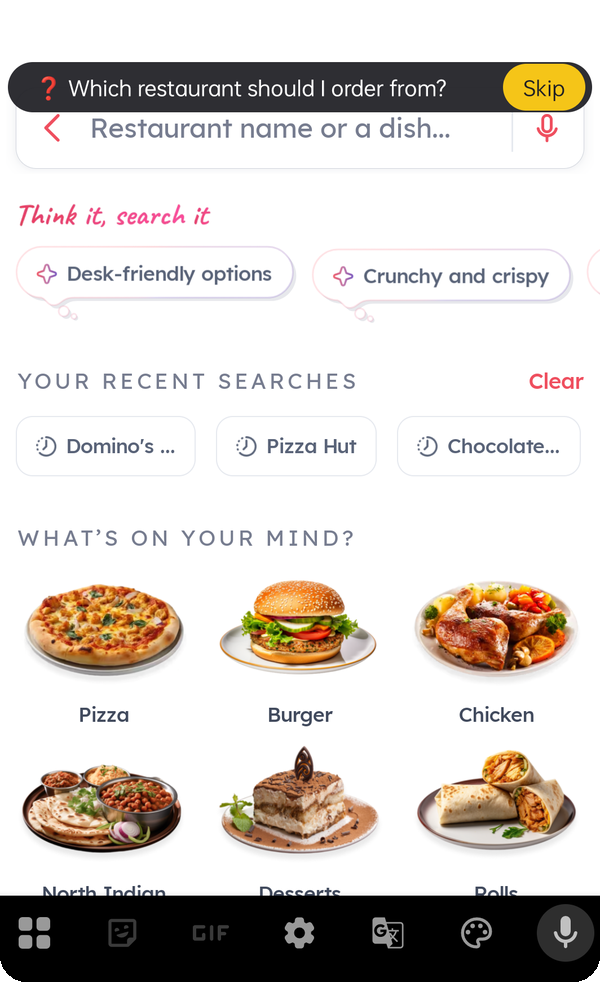 ❓ Which restaurant should I order from?
Skip
Restaurant name or a dish...
Think it, search it
Desk-friendly options
Crunchy and crispy
YOUR RECENT SEARCHES
Clear
Domino's ...
Pizza Hut
Chocolate...
WHAT'S ON YOUR MIND?
Pizza
Burger
Chicken
North Indian
Desserts
Rolls
GIF